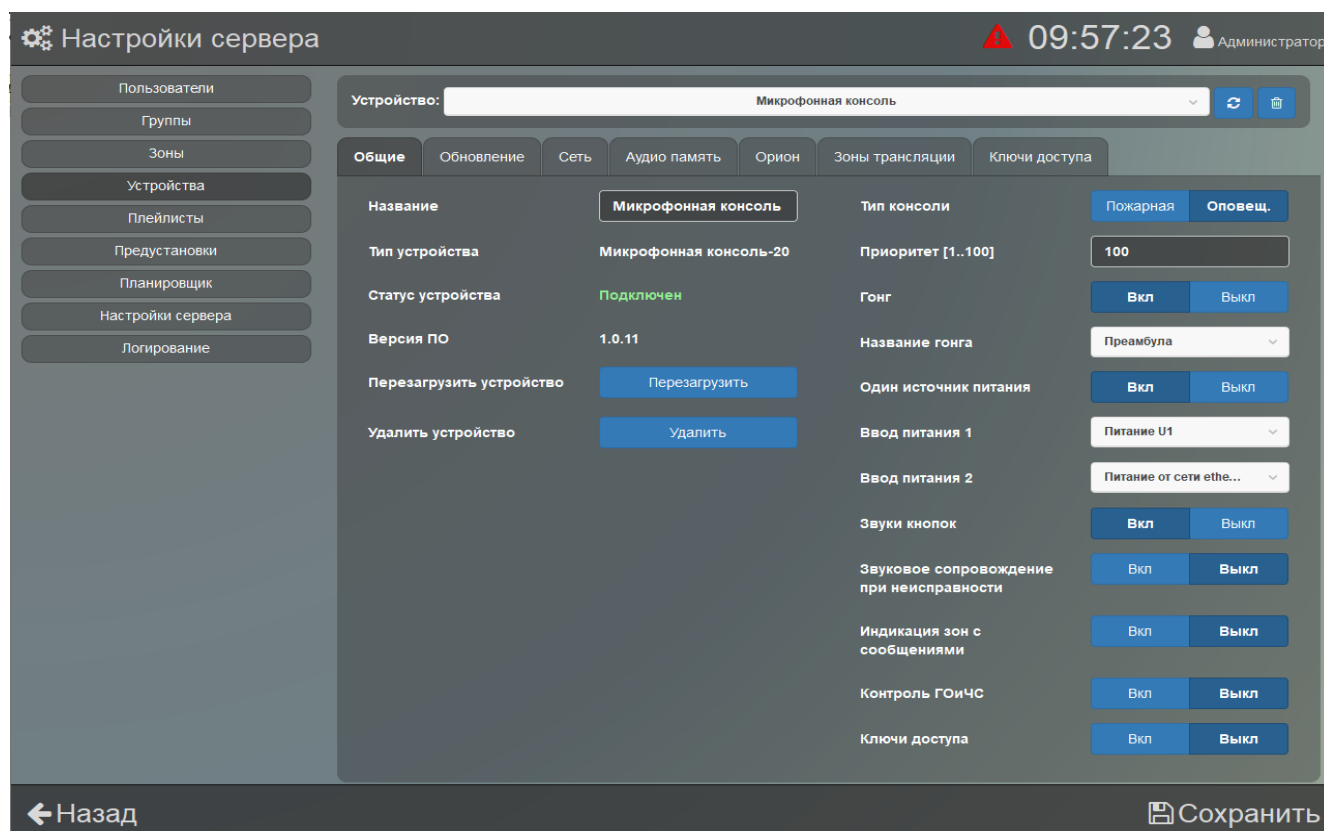 Настройки сервера
09:57:23
Администратор
Пользователи
Группы
Зоны
Устройства
Плейлисты
Предустановки
Планировщик
Настройки сервера
Логирование
Устройство: Микрофонная консоль
Общие Обновление Сеть Аудио память Орион Зоны трансляции Ключи доступа
Название Микрофонная консоль
Тип устройства Микрофонная консоль-20
Статус устройства Подключен
Версия ПО 1.0.11
Перезагрузить устройство Перезагрузить
Удалить устройство Удалить
Тип консоли Пожарная Оповещ.
Приоритет [1..100] 100
Гонг Вкл Выкл
Название гонга Преамбула
Один источник питания Вкл Выкл
Ввод питания 1 Питание U1
Ввод питания 2 Питание от сети ethe...
Звуки кнопок Вкл Выкл
Звуковое сопровождение
при неисправности Вкл Выкл
Индикация зон с
сообщениями Вкл Выкл
Контроль ГОиЧС Вкл Выкл
Ключи доступа Вкл Выкл
Назад
Сохранить